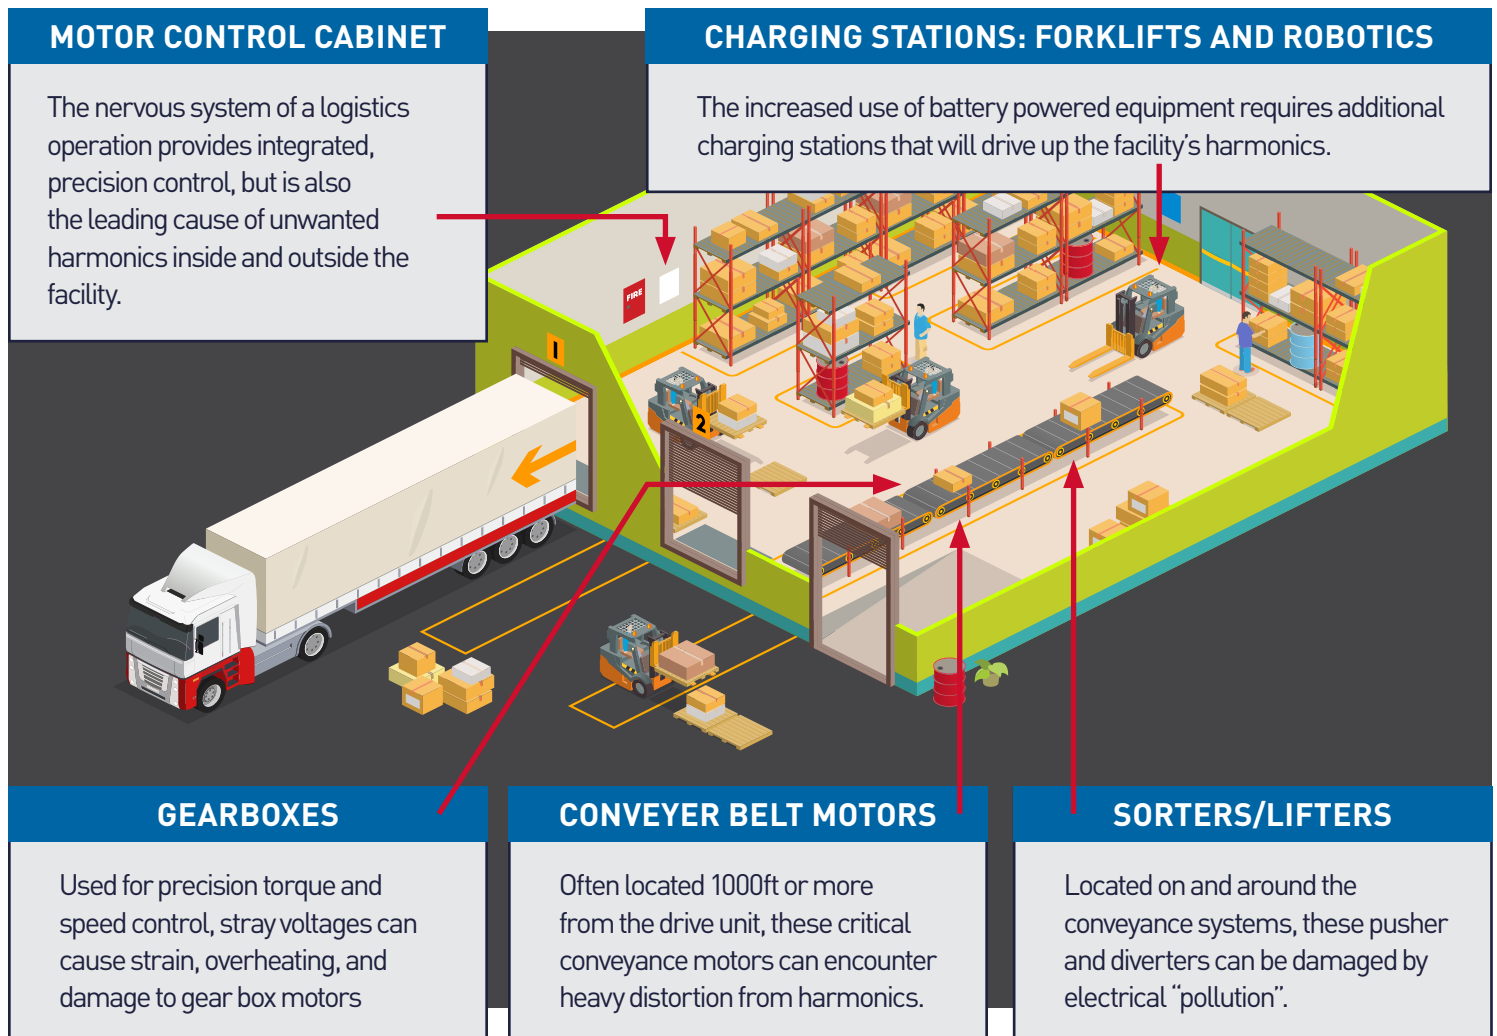 MOTOR CONTROL CABINET
The nervous system of a logistics
operation provides integrated,
precision control, but is also
the leading cause of unwanted
harmonics inside and outside the
facility.
CHARGING STATIONS: FORKLIFTS AND ROBOTICS
The increased use of battery powered equipment requires additional
charging stations that will drive up the facility's harmonics.
FIRE
1
2
GEARBOXES
Used for precision torque and
speed control, stray voltages can
cause strain, overheating, and
damage to gear box motors
CONVEYER BELT MOTORS
Often located 1000ft or more
from the drive unit, these critical
conveyance motors can encounter
heavy distortion from harmonics.
SORTERS/LIFTERS
Located on and around the
conveyance systems, these pusher
and diverters can be damaged by
electrical “pollution”.